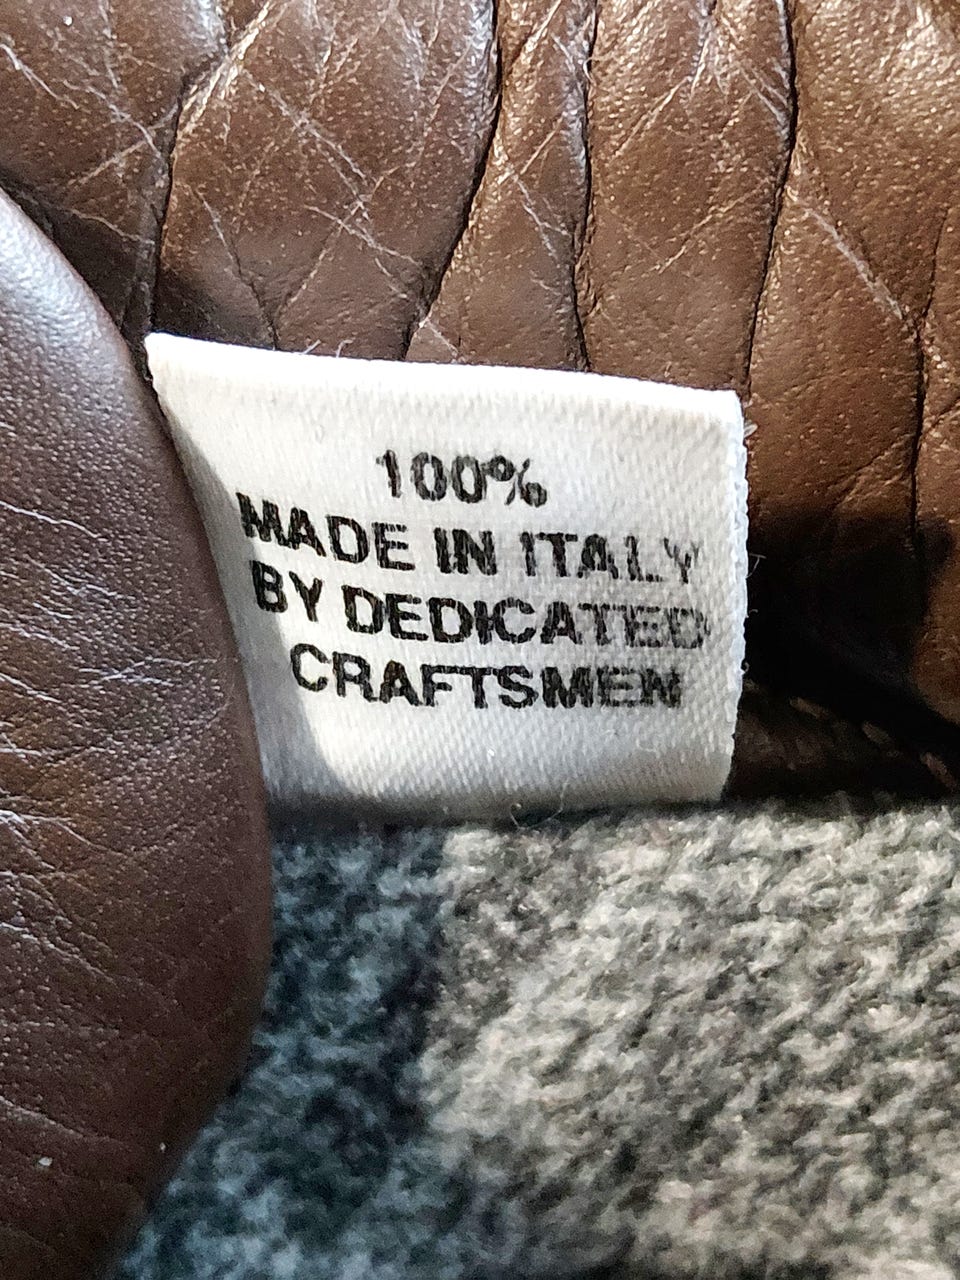 100%
MADE IN ITALY
BY DEDICATED
CRAFTSMEN